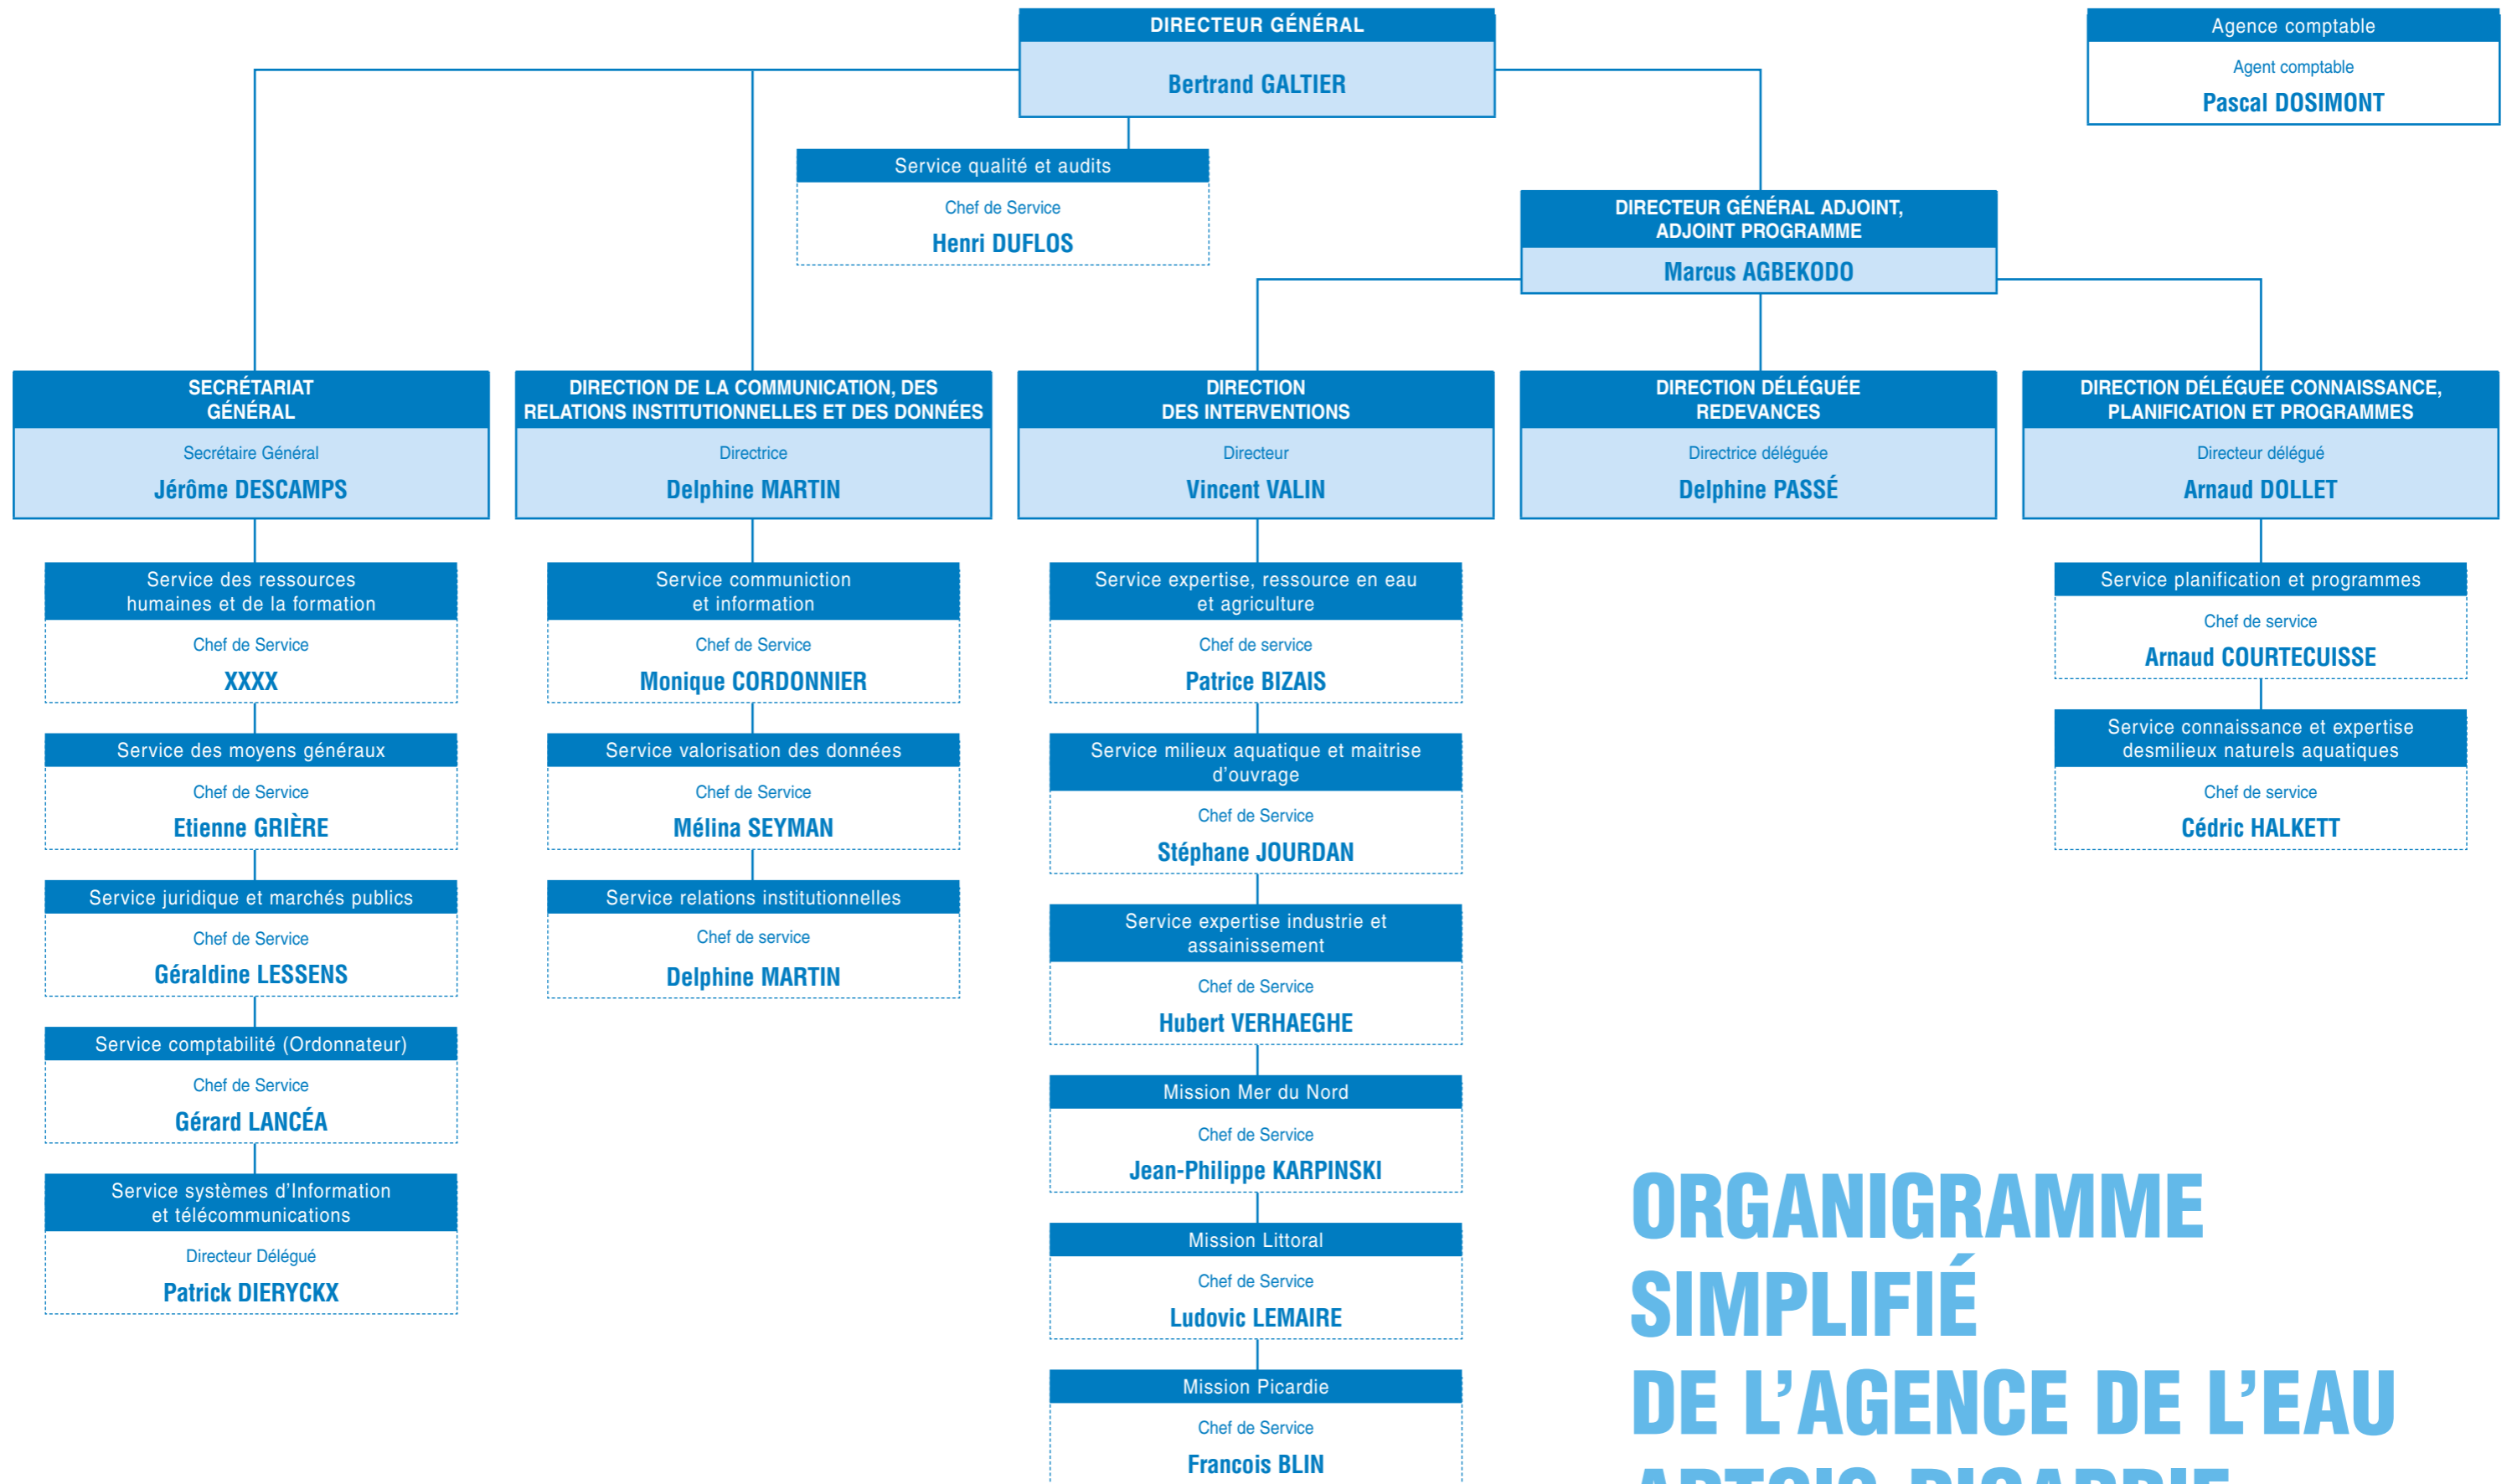 DIRECTEUR GÉNÉRAL
Bertrand GALTIER
Agence comptable
Agent comptable
Pascal DOSIMONT
Service qualité et audits
Chef de Service
Henri DUFLOS
DIRECTEUR GÉNÉRAL ADJOINT,
ADJOINT PROGRAMME
Marcus AGBEKODO
SECRÉTARIAT
GÉNÉRAL
Secrétaire Général
Jérôme DESCAMPS
Service des ressources
humaines et de la formation
Chef de Service
XXXX
Service des moyens généraux
Chef de Service
Etienne GRIÈRE
Service juridique et marchés publics
Chef de Service
Géraldine LESSENS
Service comptabilité (Ordonnateur)
Chef de Service
Gérard LANCÉA
Service systèmes d'Information
et télécommunications
Directeur Délégué
Patrick DIERYCKX
DIRECTION DE LA COMMUNICATION, DES
RELATIONS INSTITUTIONNELLES ET DES DONNÉES
Directrice
Delphine MARTIN
Service communiction
et information
Chef de Service
Monique CORDONNIER
Service valorisation des données
Chef de Service
Mélina SEYMAN
Service relations institutionnelles
Chef de service
Delphine MARTIN
DIRECTION
DES INTERVENTIONS
Directeur
Vincent VALIN
Service expertise, ressource en eau
et agriculture
Chef de service
Patrice BIZAIS
Service milieux aquatique et maitrise
d'ouvrage
Chef de Service
Stéphane JOURDAN
Service expertise industrie et
assainissement
Chef de Service
Hubert VERHAEGHE
Mission Mer du Nord
Chef de Service
Jean-Philippe KARPINSKI
Mission Littoral
Chef de Service
Ludovic LEMAIRE
Mission Picardie
Chef de Service
Francois BLIN
DIRECTION DÉLÉGUÉE
REDEVANCES
Directrice déléguée
Delphine PASSÉ
DIRECTION DÉLÉGUÉE CONNAISSANCE,
PLANIFICATION ET PROGRAMMES
Directeur délégué
Arnaud DOLLET
Service planification et programmes
Chef de service
Arnaud COURTECUISSE
Service connaissance et expertise
desmilieux naturels aquatiques
Chef de service
Cédric HALKETT
ORGANIGRAMME
SIMPLIFIÉ
DE L'AGENCE DE L'EAU
ARTOIS-PICARDIE